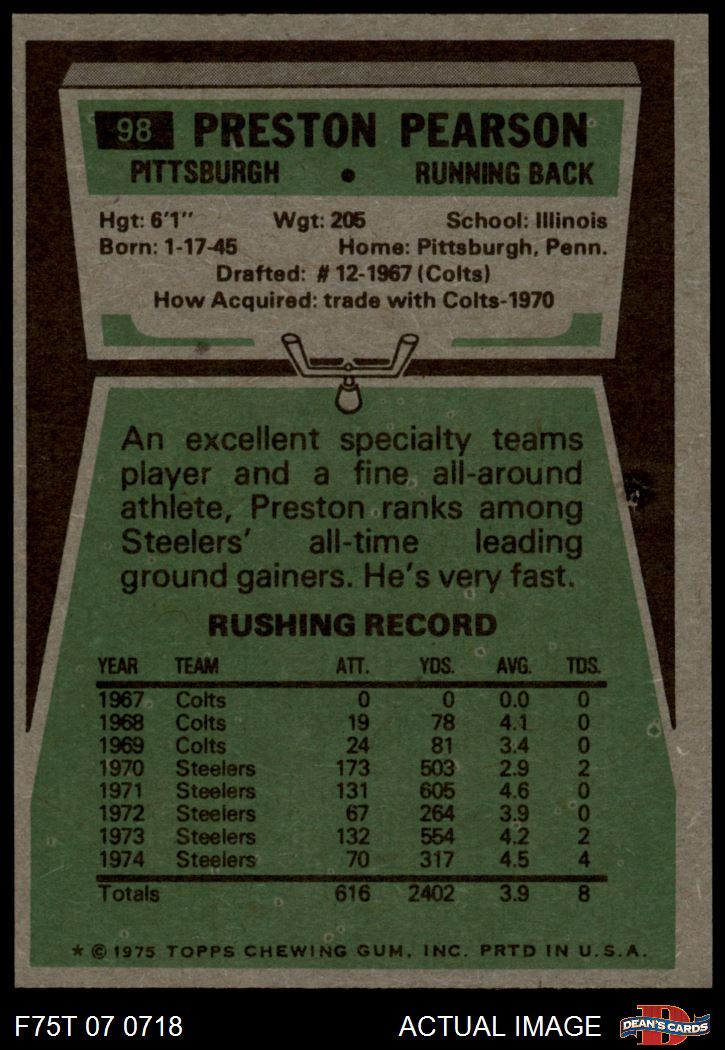 98 PRESTON PEARSON
PITTSBURGH • RUNNING BACK
Hgt: 6'1" Wgt: 205 School: Illinois
Born: 1-17-45 Home: Pittsburgh, Penn.
Drafted: #12-1967 (Colts)
How Acquired: trade with Colts-1970
An excellent specialty teams
player and a fine all-around
athlete, Preston ranks among
Steelers' all-time leading
ground gainers. He's very fast.
RUSHING RECORD
YEAR TEAM ATT. YDS. AVG. TDS.
1967 Colts 0 0 0.0 0
1968 Colts 19 78 4.1 0
1969 Colts 24 81 3.4 0
1970 Steelers 173 503 2.9 2
1971 Steelers 131 605 4.6 0
1972 Steelers 67 264 3.9 0
1973 Steelers 132 554 4.2 2
1974 Steelers 70 317 4.5 4
Totals 616 2402 3.9 8
* © 1975 TOPPS CHEWING GUM, INC. PRTD IN U.S.A.
F75T 07 0718 ACTUAL IMAGE D DEAN'S CARDS